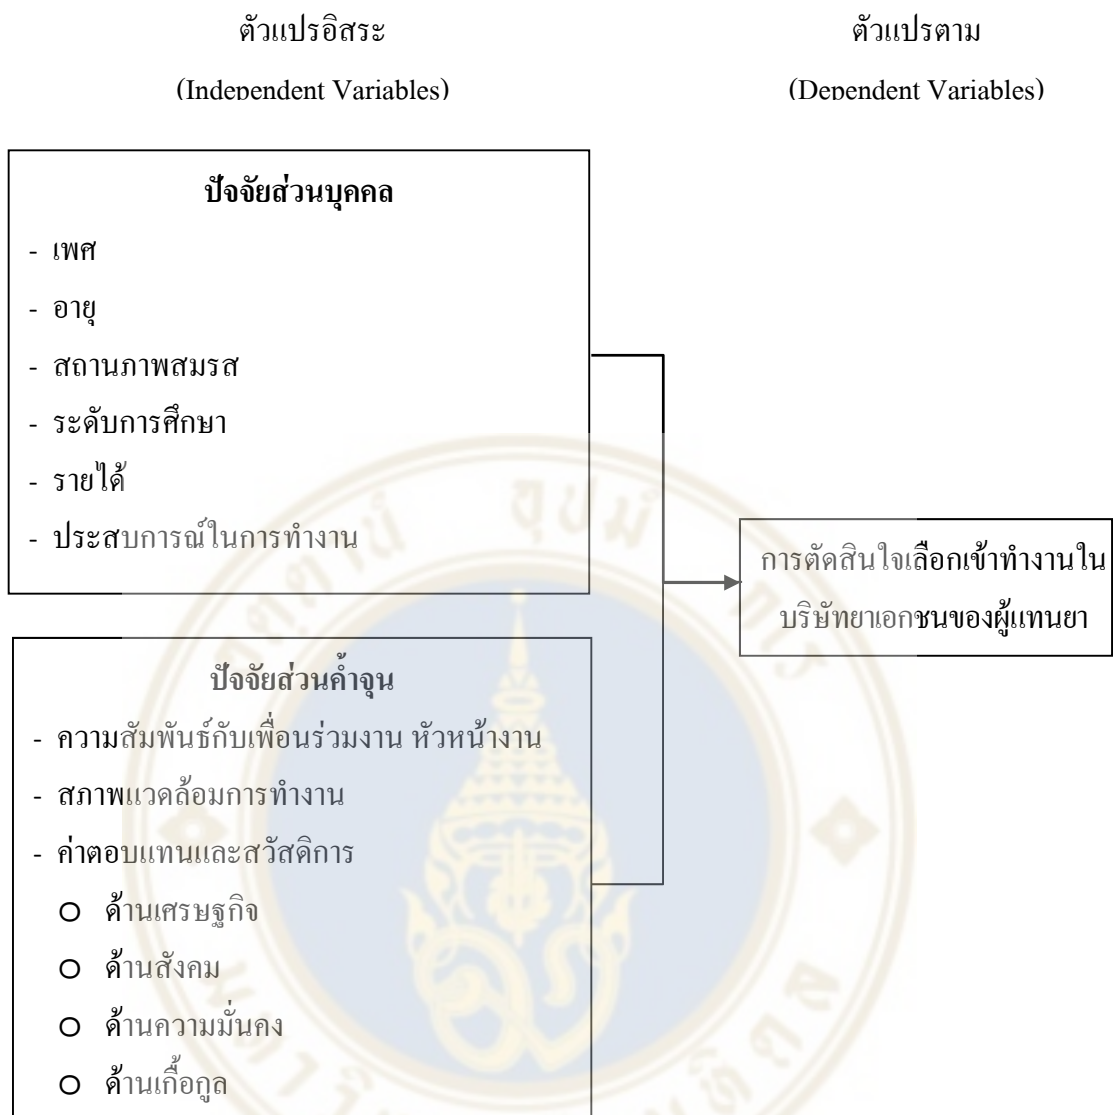 ตัวแปรอิสระ
(Independent Variables)
ตัวแปรตาม
(Dependent Variables)
ปัจจัยส่วนบุคคล
- เพศ
- อายุ
- สถานภาพสมรส
- ระดับการศึกษา
- รายได้
- ประสบการณ์ในการทำงาน
การตัดสินใจเลือกเข้าทำงานใน
บริษัทยาเอกชนของผู้แทนยา
ปัจจัยส่วนค้ำจุน
- ความสัมพันธ์กับเพื่อนร่วมงาน หัวหน้างาน
- สภาพแวดล้อมการทำงาน
- ค่าตอบแทนและสวัสดิการ
o ด้านเศรษฐกิจ
o ด้านสังคม
o ด้านความมั่นคง
o ด้านเกื้อกูล